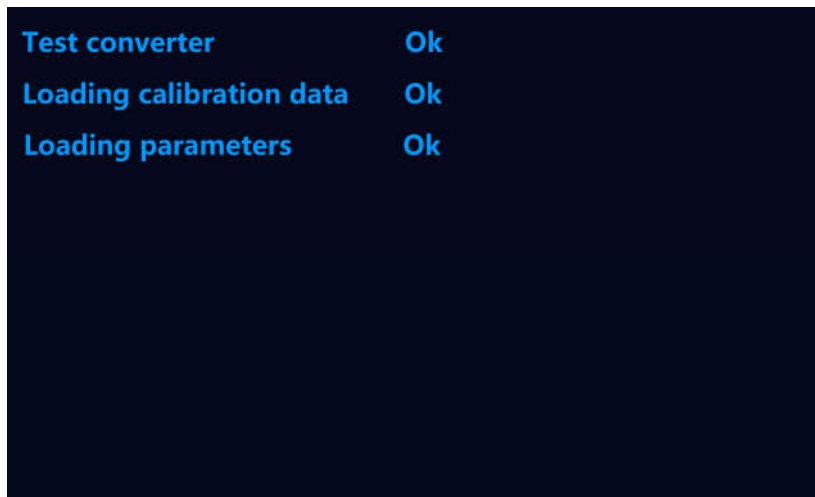 Test converter Ok
Loading calibration data Ok
Loading parameters Ok